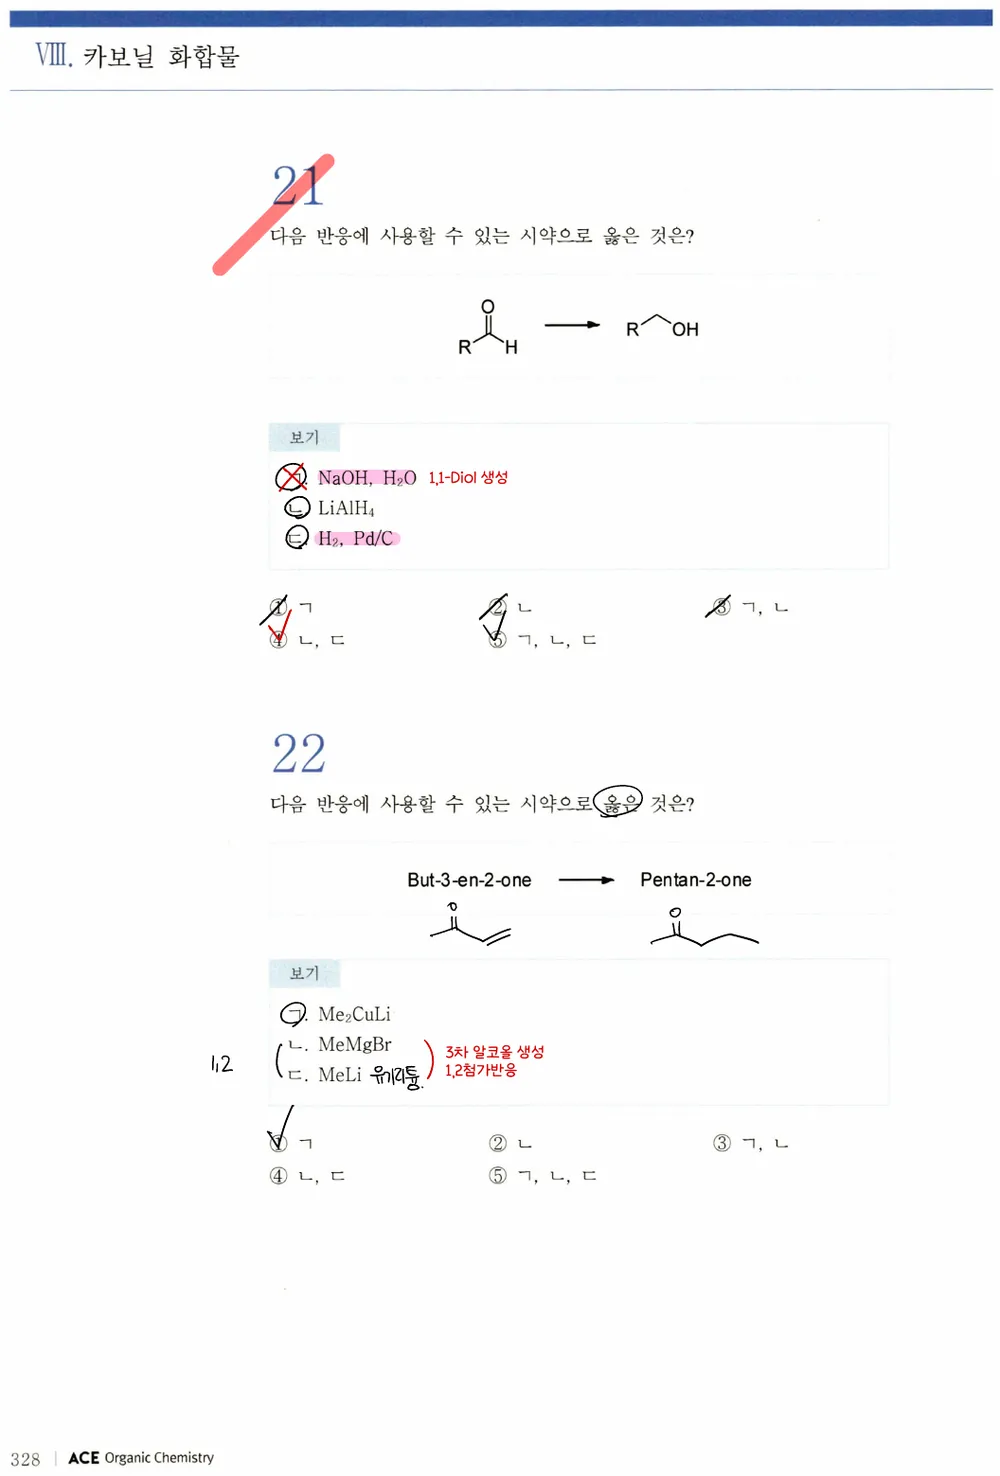 Ⅷ. 카보닐 화합물
21
다음 반응에 사용할 수 있는 시약으로 옳은 것은?
O
R H
R OH
보기
ㄱ. NaOH, H₂O 1,1-Diol 생성
ㄴ. LiAlH₄
ㄷ. H₂, Pd/C
① ㄱ ② ㄴ ③ ㄱ, ㄴ
④ ㄴ, ㄷ ⑤ ㄱ, ㄴ, ㄷ
22
다음 반응에 사용할 수 있는 시약으로 옳은 것은?
But-3-en-2-one Pentan-2-one
O O
보기
ㄱ. Me₂CuLi
ㄴ. MeMgBr 3차 알코올 생성
1,2 ㄷ. MeLi 유기리튬. 1,2첨가반응
① ㄱ ② ㄴ ③ ㄱ, ㄴ
④ ㄴ, ㄷ ⑤ ㄱ, ㄴ, ㄷ
328 | ACE Organic Chemistry